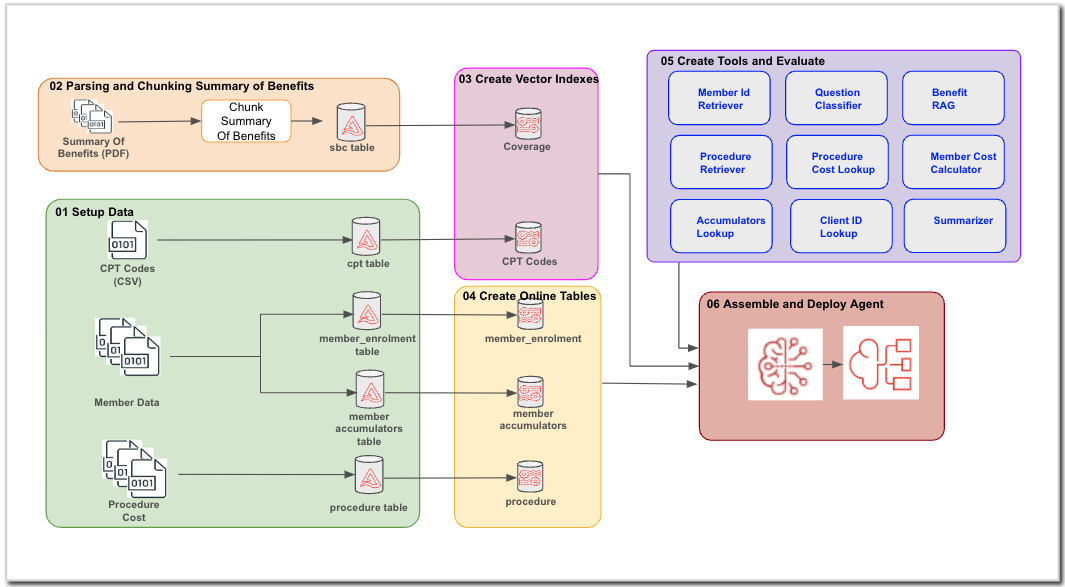 02 Parsing and Chunking Summary of Benefits
0101
Summary Of
Benefits (PDF)
Chunk
Summary
Of Benefits
sbc table
03 Create Vector Indexes
Coverage
CPT Codes
05 Create Tools and Evaluate
Member Id
Retriever
Question
Classifier
Benefit
RAG
Procedure
Retriever
Procedure
Cost Lookup
Member Cost
Calculator
Accumulators
Lookup
Client ID
Lookup
Summarizer
01 Setup Data
0101
CPT Codes
(CSV)
cpt table
0101
Member Data
member_enrolment
table
member
accumulators
table
0101
Procedure
Cost
procedure table
04 Create Online Tables
member_enrolment
member
accumulators
procedure
06 Assemble and Deploy Agent